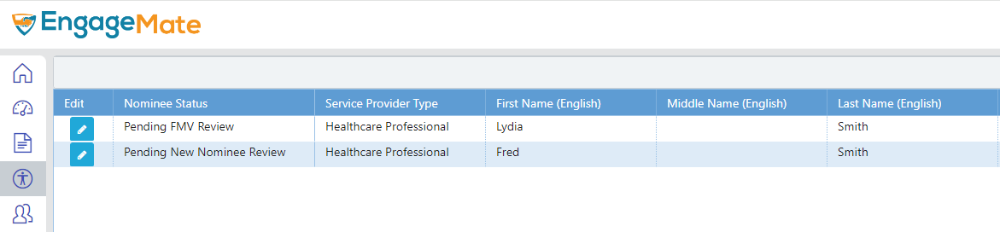 EngageMate
Edit Nominee Status Service Provider Type First Name (English) Middle Name (English) Last Name (English)
Pending FMV Review Healthcare Professional Lydia Smith
Pending New Nominee Review Healthcare Professional Fred Smith